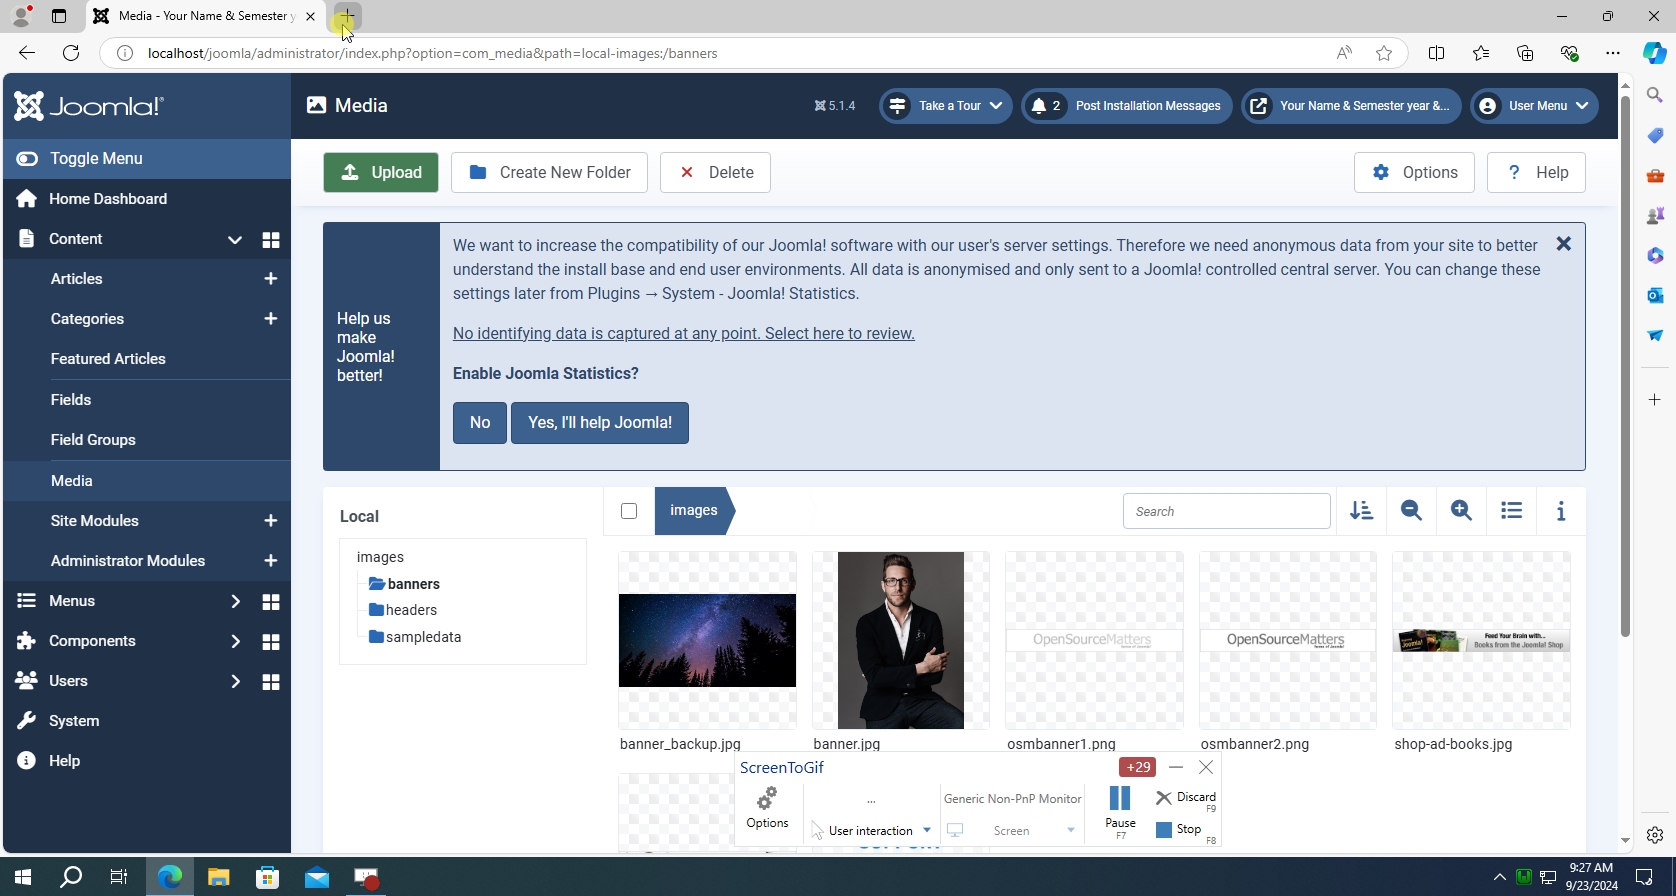 Media - Your Name & Semester y
localhost/joomla/administrator/index.php?option=com_media&path=local-images:/banners
Joomla!
Media
5.1.4
Take a Tour
2 Post Installation Messages
Your Name & Semester year &...
User Menu
Toggle Menu
Home Dashboard
Content
Articles
Categories
Featured Articles
Fields
Field Groups
Media
Site Modules
Administrator Modules
Menus
Components
Users
System
Help
Upload
Create New Folder
Delete
Options
? Help
Help us
make
Joomla!
better!
We want to increase the compatibility of our Joomla! software with our user's server settings. Therefore we need anonymous data from your site to better
understand the install base and end user environments. All data is anonymised and only sent to a Joomla! controlled central server. You can change these
settings later from Plugins → System - Joomla! Statistics.
No identifying data is captured at any point. Select here to review.
Enable Joomla Statistics?
No
Yes, I'll help Joomla!
Local
images
banners
headers
sampledata
images
Search
OpenSourceMatters
OpenSourceMatters
Feed Your Brain with...
Books from the Joomla! Shop
banner_backup.jpg
banner.jpg
osmbanner1.png
osmbanner2.png
shop-ad-books.jpg
ScreenToGif
+29
Options
...
User interaction
Generic Non-PnP Monitor
Screen
Pause
F7
Discard
F9
Stop
F8
9:27 AM
9/23/2024